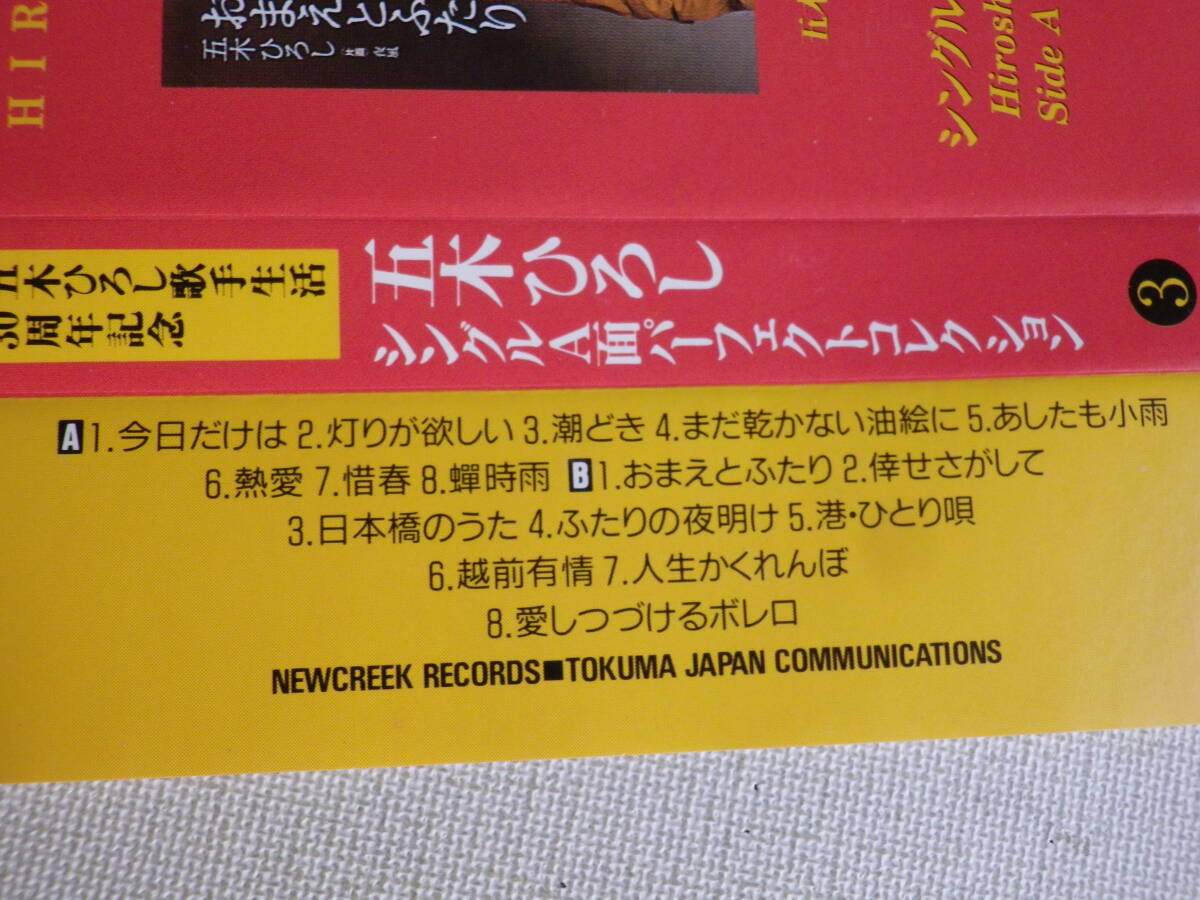 HIR
おまえとふたり
五木ひろし
シングル
Hirosh
Side A
五木ひろし歌手生活
30周年記念
五木ひろし
シングルA面パーフェクトコレクション
3
A 1.今日だけは 2.灯りが欲しい 3.潮どき 4.まだ乾かない油絵に 5.あしたも小雨
6.熱愛 7.惜春 8.蟬時雨 B 1.おまえとふたり 2.倖せさがして
3.日本橋のうた 4.ふたりの夜明け 5.港・ひとり唄
6.越前有情 7.人生かくれんぼ
8.愛しつづけるボレロ
NEWCREEK RECORDS■TOKUMA JAPAN COMMUNICATIONS